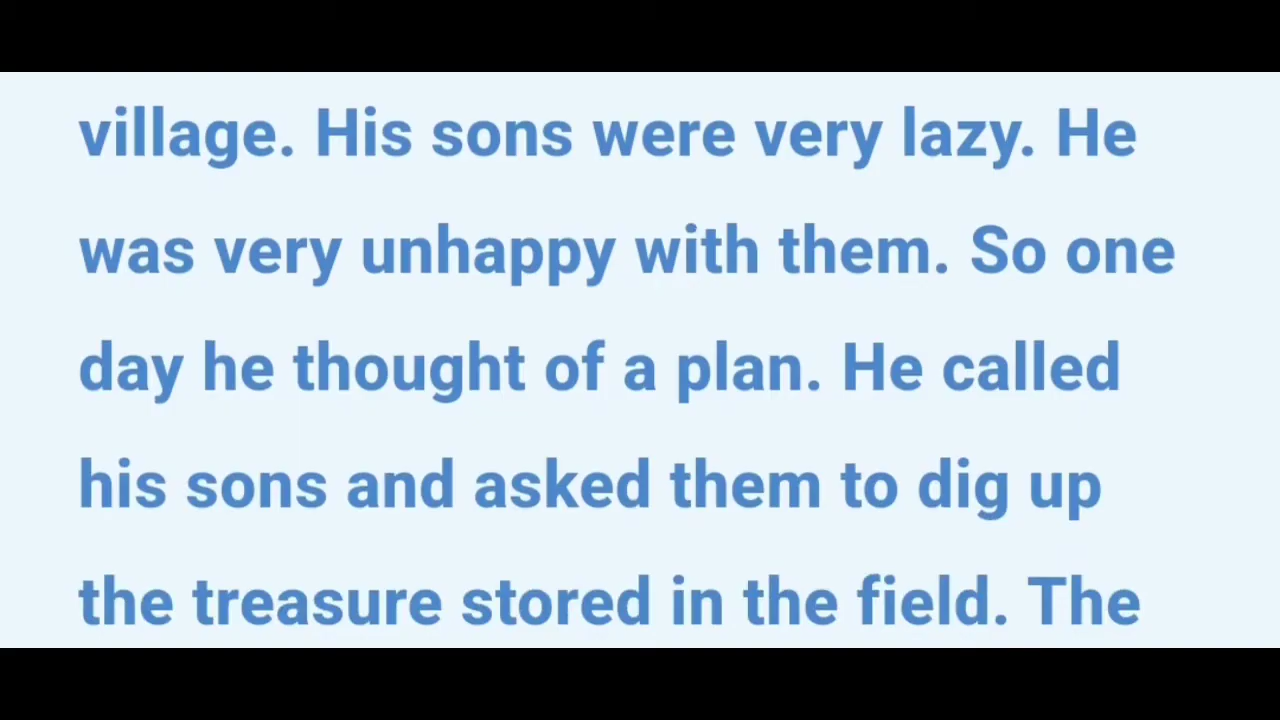 village. His sons were very lazy. He
was very unhappy with them. So one
day he thought of a plan. He called
his sons and asked them to dig up
the treasure stored in the field. The